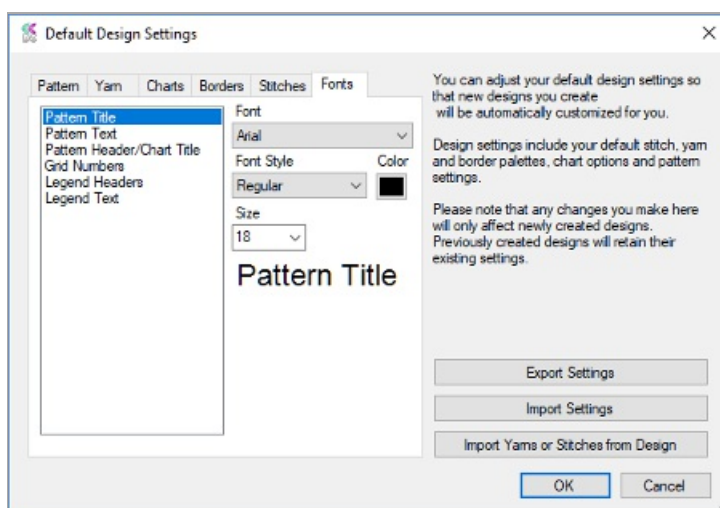 Default Design Settings
Pattern Yarn Charts Borders Stitches Fonts
Pattern Title
Pattern Text
Pattern Header/Chart Title
Grid Numbers
Legend Headers
Legend Text
Font
Arial
Font Style Color
Regular
Size
18
Pattern Title
You can adjust your default design settings so
that new designs you create
will be automatically customized for you.
Design settings include your default stitch, yarn
and border palettes, chart options and pattern
settings.
Please note that any changes you make here
will only affect newly created designs.
Previously created designs will retain their
existing settings.
Export Settings
Import Settings
Import Yarns or Stitches from Design
OK Cancel